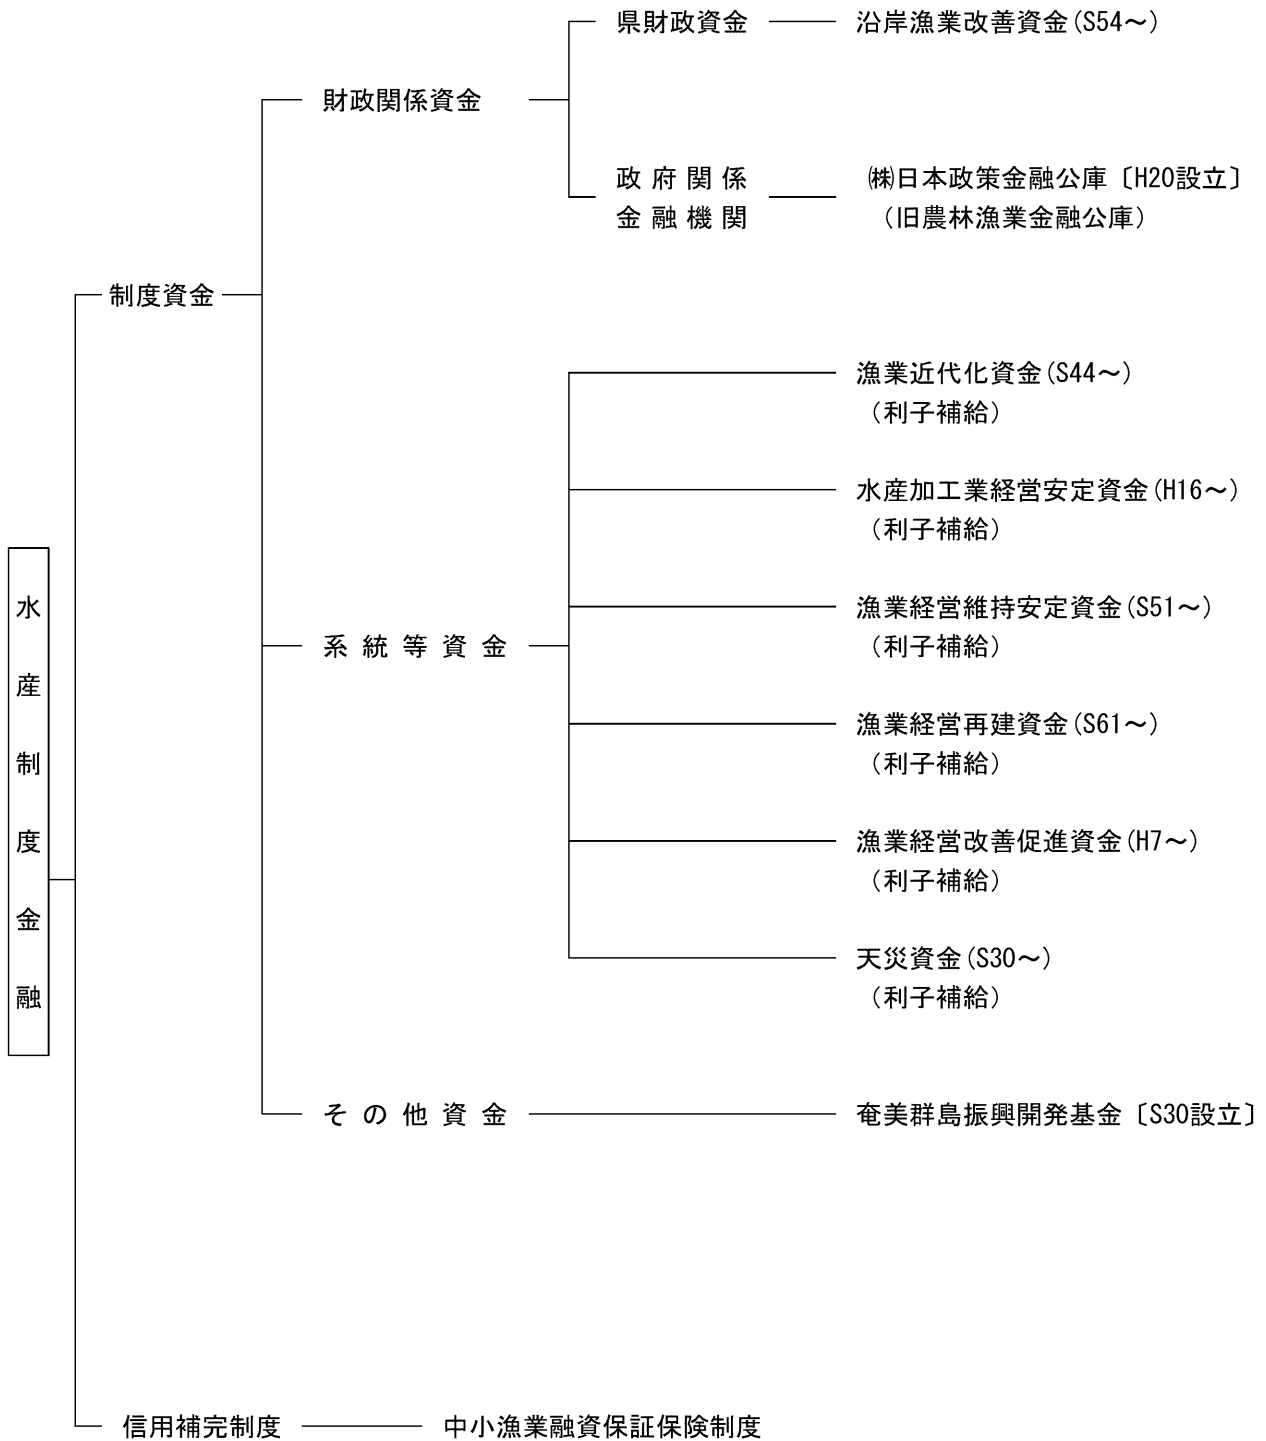 水産制度金融
制度資金
財政関係資金
県財政資金
沿岸漁業改善資金(S54～)
政府関係
金融機関
㈱日本政策金融公庫〔H20設立〕
（旧農林漁業金融公庫）
系統等資金
漁業近代化資金(S44～)
（利子補給）
水産加工業経営安定資金(H16～)
（利子補給）
漁業経営維持安定資金(S51～)
（利子補給）
漁業経営再建資金(S61～)
（利子補給）
漁業経営改善促進資金(H7～)
（利子補給）
天災資金(S30～)
（利子補給）
その他資金
奄美群島振興開発基金〔S30設立〕
信用補完制度
中小漁業融資保証保険制度